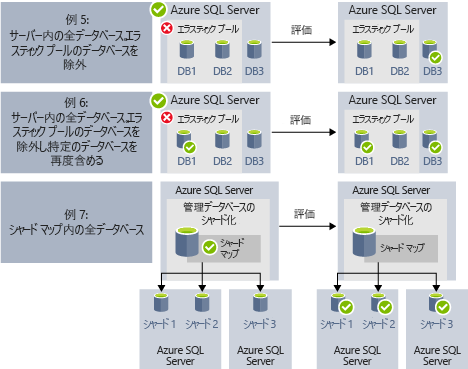 例 5:
サーバー内の全データベース,エラ
スティック プールのデータベースを
除外
Azure SQL Server
エラスティック プール
DB1
DB2
DB3
評価
Azure SQL Server
エラスティック プール
DB1
DB2
DB3
例 6:
サーバー内の全データベース,エラ
スティック プールのデータベースを
除外し,特定のデータベースを
再度含める
Azure SQL Server
エラスティック プール
DB1
DB2
DB3
評価
Azure SQL Server
エラスティック プール
DB1
DB2
DB3
例 7:
シャード マップ内の全データベース
Azure SQL Server
管理データベースの
シャード化
シャード
マップ
評価
Azure SQL Server
管理データベースの
シャード化
シャード マップ
シャード 1
シャード 2
シャード 3
Azure SQL
Server
Azure SQL
Server
シャード 1
シャード 2
シャード 3
Azure SQL
Server
Azure SQL
Server